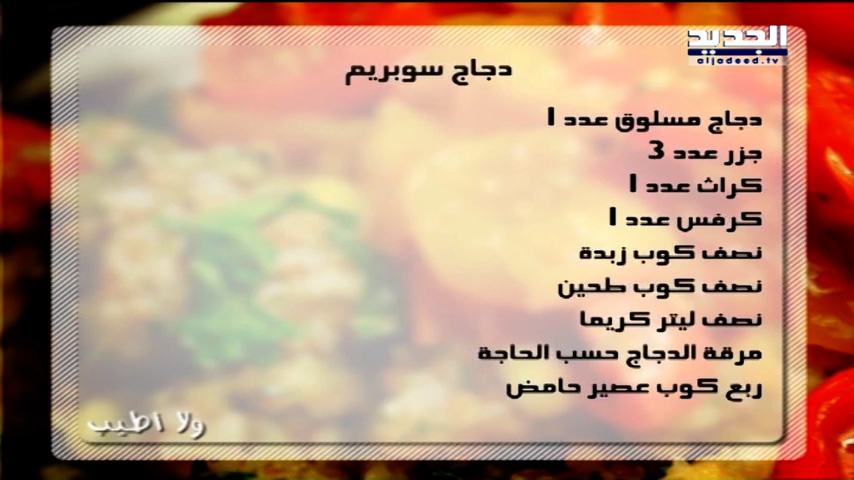 الجديد
aljadeed.tv
دجاج سوبريم
دجاج مسلوق عدد 1
جزر عدد 3
كراث عدد 1
كرفس عدد 1
نصف كوب زبدة
نصف كوب طحين
نصف ليتر كريما
مرقة الدجاج حسب الحاجة
ربع كوب عصير حامض
ولا أطيب